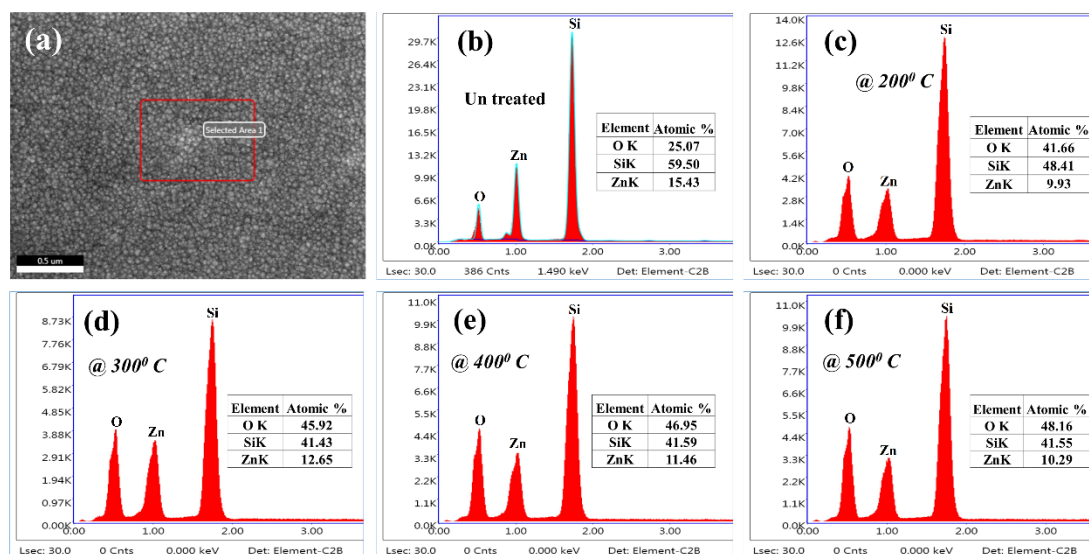 (a)
Selected Area 1
0.5 um
(b)
Un treated
Si
Zn
O
29.7K
26.4K
23.1K
19.8K
16.5K
13.2K
9.9K
6.6K
3.3K
0.0K
0.00 1.00 2.00 3.00
Element Atomic %
O K 25.07
SiK 59.50
ZnK 15.43
Lsec: 30.0 386 Cnts 1.490 keV Det: Element-C2B
(c)
@ 200⁰ C
Si
O
Zn
14.0K
12.6K
11.2K
9.8K
8.4K
7.0K
5.6K
4.2K
2.8K
1.4K
0.0K
0.00 1.00 2.00 3.00
Element Atomic %
O K 41.66
SiK 48.41
ZnK 9.93
Lsec: 30.0 0 Cnts 0.000 keV Det: Element-C2B
(d)
@ 300⁰ C
Si
O
Zn
8.73K
7.76K
6.79K
5.82K
4.85K
3.88K
2.91K
1.94K
0.97K
0.00K
0.00 1.00 2.00 3.00
Element Atomic %
O K 45.92
SiK 41.43
ZnK 12.65
Lsec: 30.0 0 Cnts 0.000 keV Det: Element-C2B
(e)
@ 400⁰ C
Si
O
Zn
11.0K
9.9K
8.8K
7.7K
6.6K
5.5K
4.4K
3.3K
2.2K
1.1K
0.0K
0.00 1.00 2.00 3.00
Element Atomic %
O K 46.95
SiK 41.59
ZnK 11.46
Lsec: 30.0 0 Cnts 0.000 keV Det: Element-C2B
(f)
@ 500⁰ C
Si
O
Zn
11.0K
9.9K
8.8K
7.7K
6.6K
5.5K
4.4K
3.3K
2.2K
1.1K
0.0K
0.00 1.00 2.00 3.00
Element Atomic %
O K 48.16
SiK 41.55
ZnK 10.29
Lsec: 30.0 0 Cnts 0.000 keV Det: Element-C2B